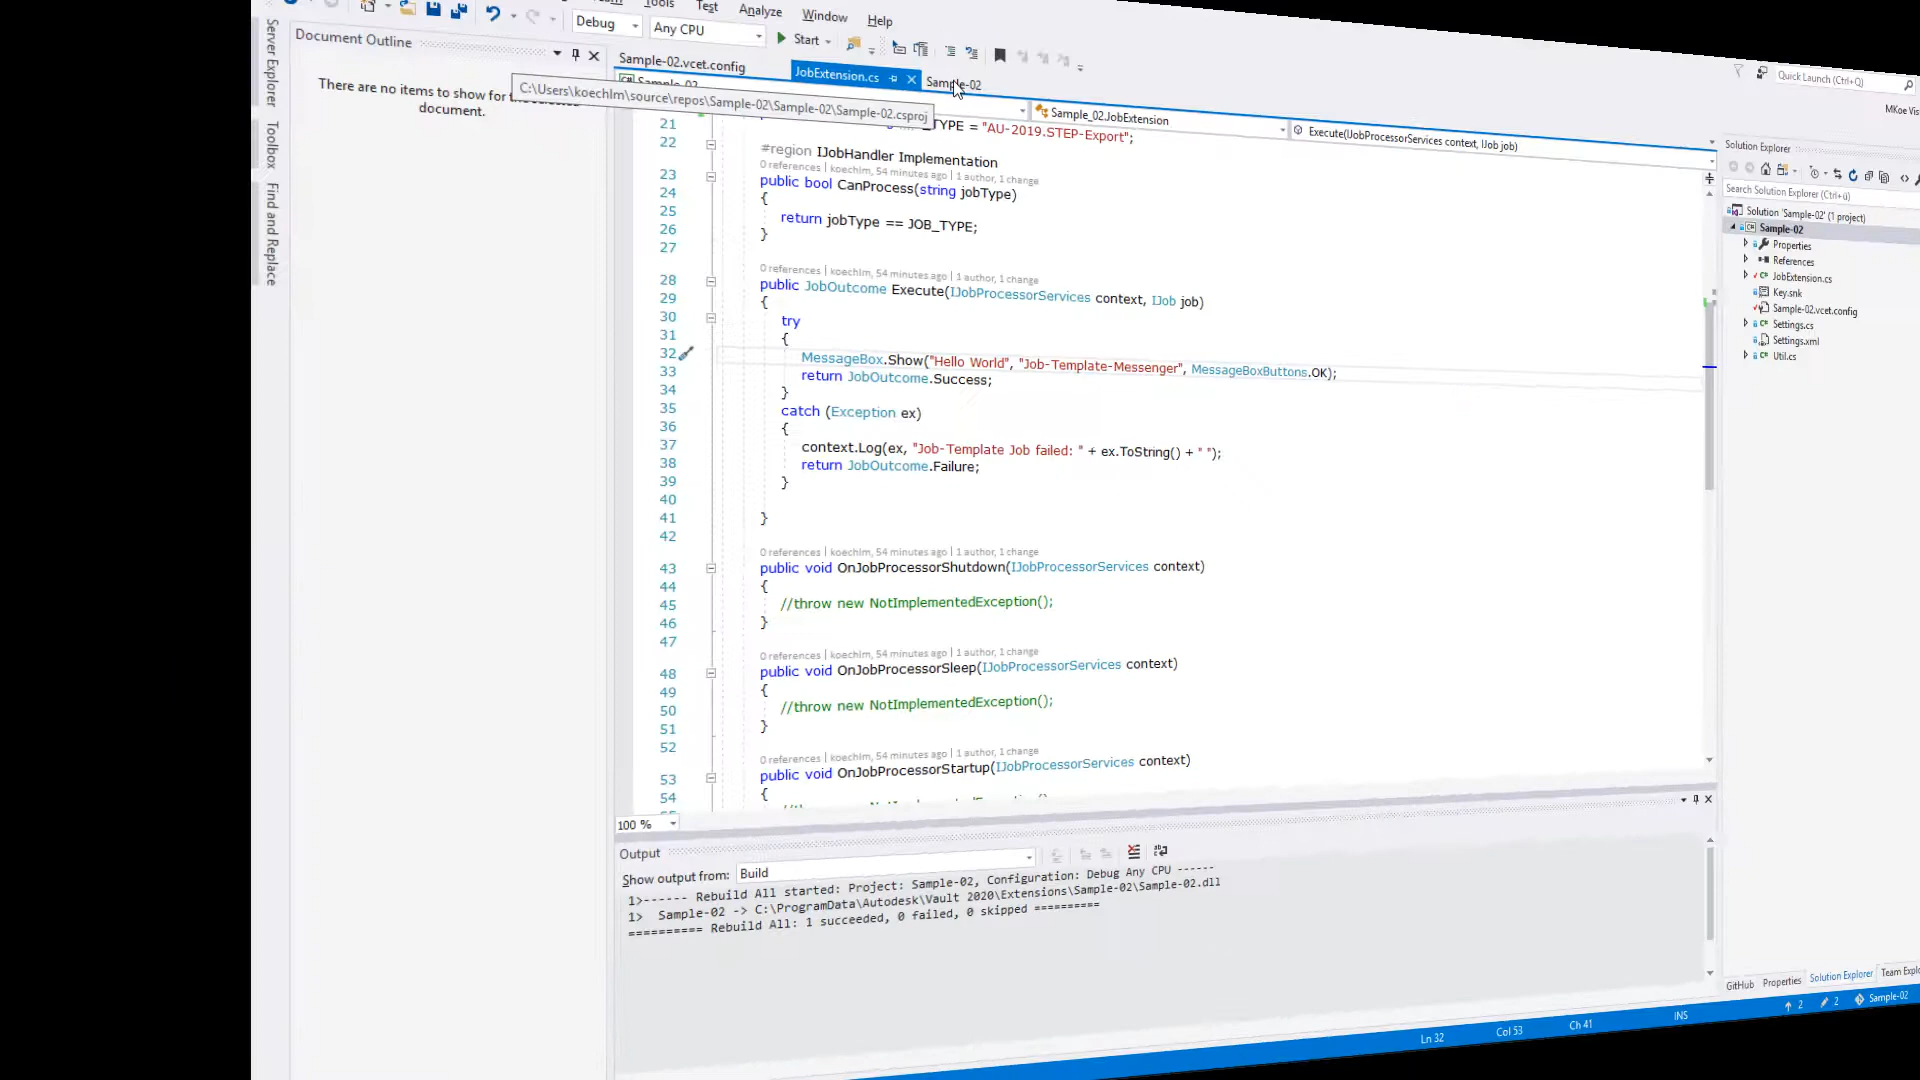 Tools
Test
Analyze
Window
Help
Quick Launch (Ctrl+Q)
Debug
Any CPU
Start
MKoe Vis
Server Explorer
Toolbox
Find and Replace
Document Outline
There are no items to show for
document.
Sample-02.vcet.config
JobExtension.cs
Sample-02
C:\Users\koechlm\source\repos\Sample-02\Sample-02\Sample-02.csproj
Sample_02.JobExtension
Execute(IJobProcessorServices context, IJob job)
21 _TYPE = "AU-2019.STEP-Export";
22 #region IJobHandler Implementation
0 references | koechlm, 54 minutes ago | 1 author, 1 change
23 public bool CanProcess(string jobType)
24 {
25 return jobType == JOB_TYPE;
26 }
27
0 references | koechlm, 54 minutes ago | 1 author, 1 change
28 public JobOutcome Execute(IJobProcessorServices context, IJob job)
29 {
30 try
31 {
32 MessageBox.Show("Hello World", "Job-Template-Messenger", MessageBoxButtons.OK);
33 return JobOutcome.Success;
34 }
35 catch (Exception ex)
36 {
37 context.Log(ex, "Job-Template Job failed: " + ex.ToString() + " ");
38 return JobOutcome.Failure;
39 }
40
41 }
42
0 references | koechlm, 54 minutes ago | 1 author, 1 change
43 public void OnJobProcessorShutdown(IJobProcessorServices context)
44 {
45 //throw new NotImplementedException();
46 }
47
0 references | koechlm, 54 minutes ago | 1 author, 1 change
48 public void OnJobProcessorSleep(IJobProcessorServices context)
49 {
50 //throw new NotImplementedException();
51 }
52
0 references | koechlm, 54 minutes ago | 1 author, 1 change
53 public void OnJobProcessorStartup(IJobProcessorServices context)
54 {
100 %
Output
Show output from: Build
1>------ Rebuild All started: Project: Sample-02, Configuration: Debug Any CPU ------
1> Sample-02 -> C:\ProgramData\Autodesk\Vault 2020\Extensions\Sample-02\Sample-02.dll
========== Rebuild All: 1 succeeded, 0 failed, 0 skipped ==========
Solution Explorer
Search Solution Explorer (Ctrl+ü)
Solution 'Sample-02' (1 project)
Sample-02
Properties
References
JobExtension.cs
Key.snk
Sample-02.vcet.config
Settings.cs
Settings.xml
Util.cs
GitHub
Properties
Solution Explorer
Team Explo
Ln 32
Col 53
Ch 41
INS
2
2
Sample-02